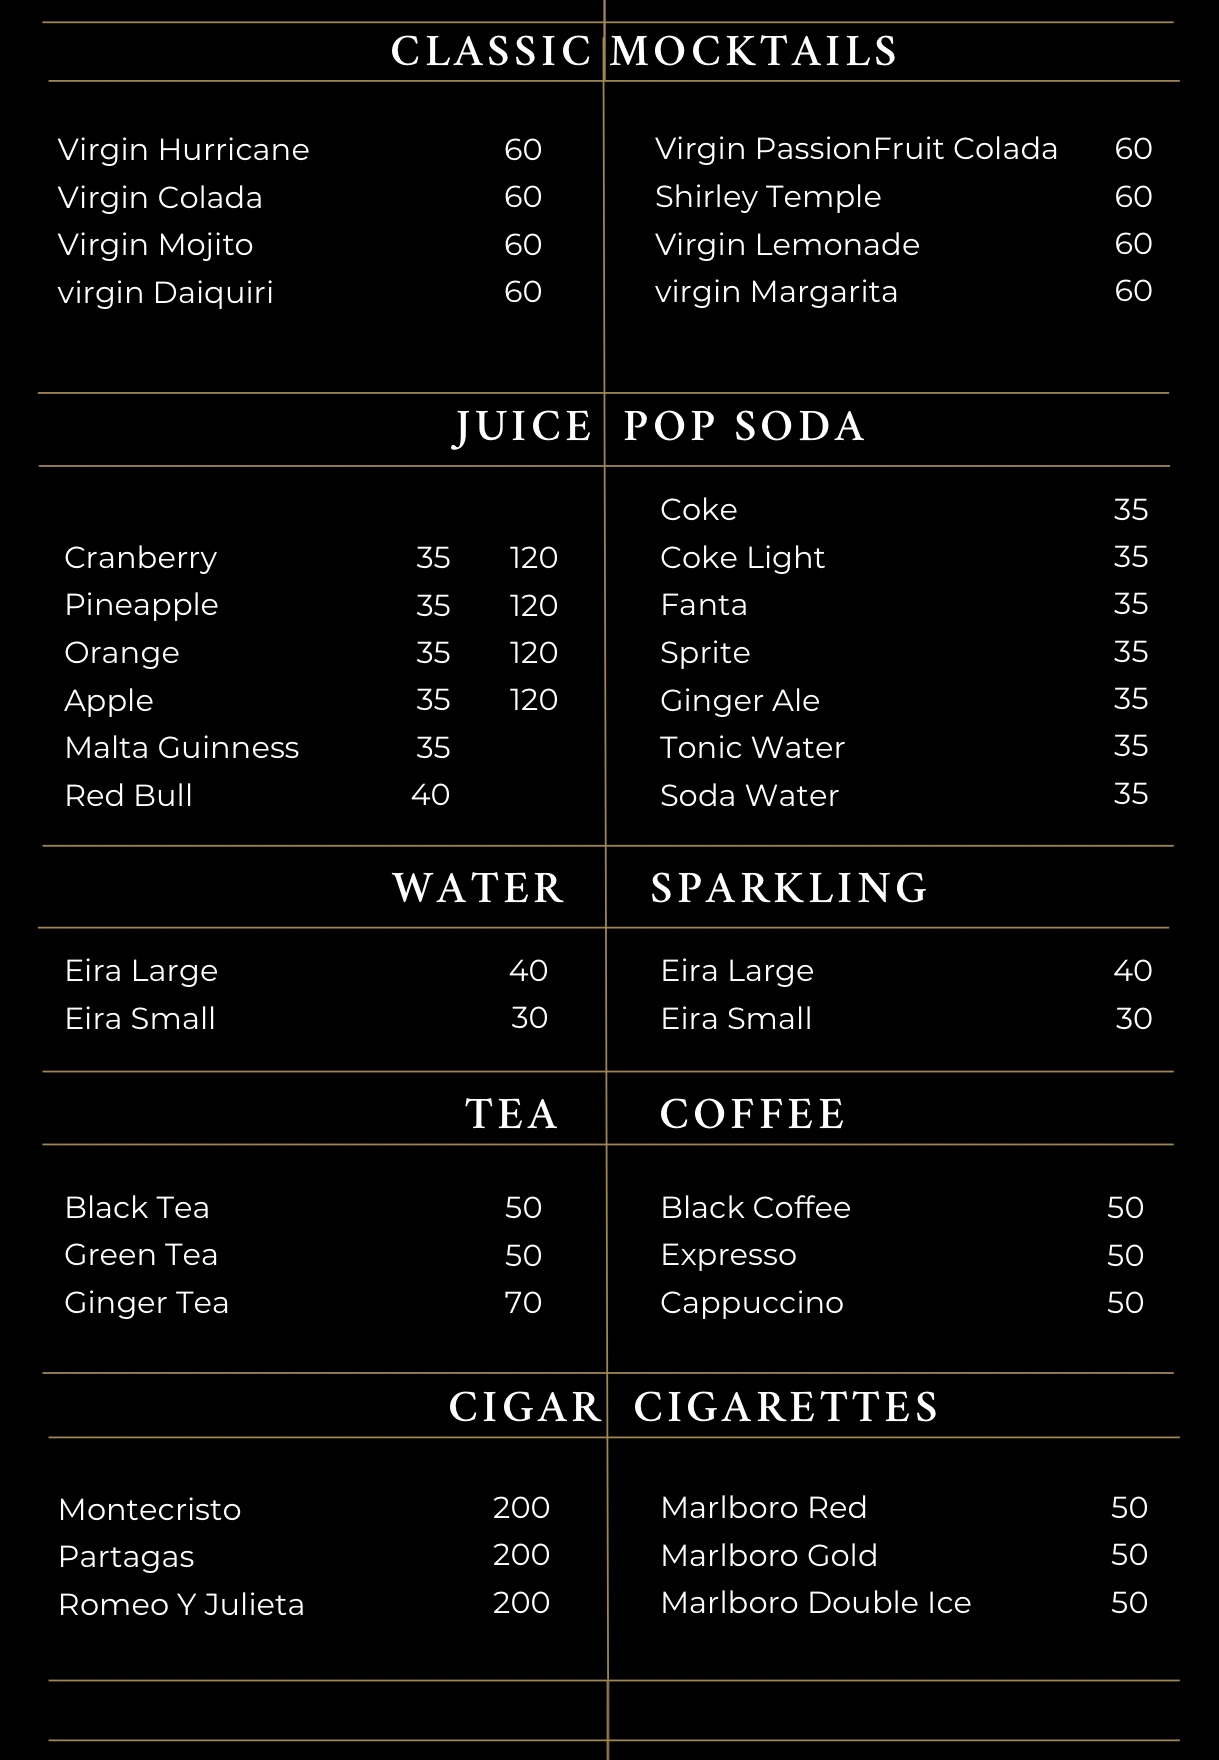 CLASSIC MOCKTAILS
Virgin Hurricane 60
Virgin Colada 60
Virgin Mojito 60
virgin Daiquiri 60
Virgin PassionFruit Colada 60
Shirley Temple 60
Virgin Lemonade 60
virgin Margarita 60
JUICE
Cranberry 35 120
Pineapple 35 120
Orange 35 120
Apple 35 120
Malta Guinness 35
Red Bull 40
POP SODA
Coke 35
Coke Light 35
Fanta 35
Sprite 35
Ginger Ale 35
Tonic Water 35
Soda Water 35
WATER
Eira Large 40
Eira Small 30
SPARKLING
Eira Large 40
Eira Small 30
TEA
Black Tea 50
Green Tea 50
Ginger Tea 70
COFFEE
Black Coffee 50
Expresso 50
Cappuccino 50
CIGAR
Montecristo 200
Partagas 200
Romeo Y Julieta 200
CIGARETTES
Marlboro Red 50
Marlboro Gold 50
Marlboro Double Ice 50